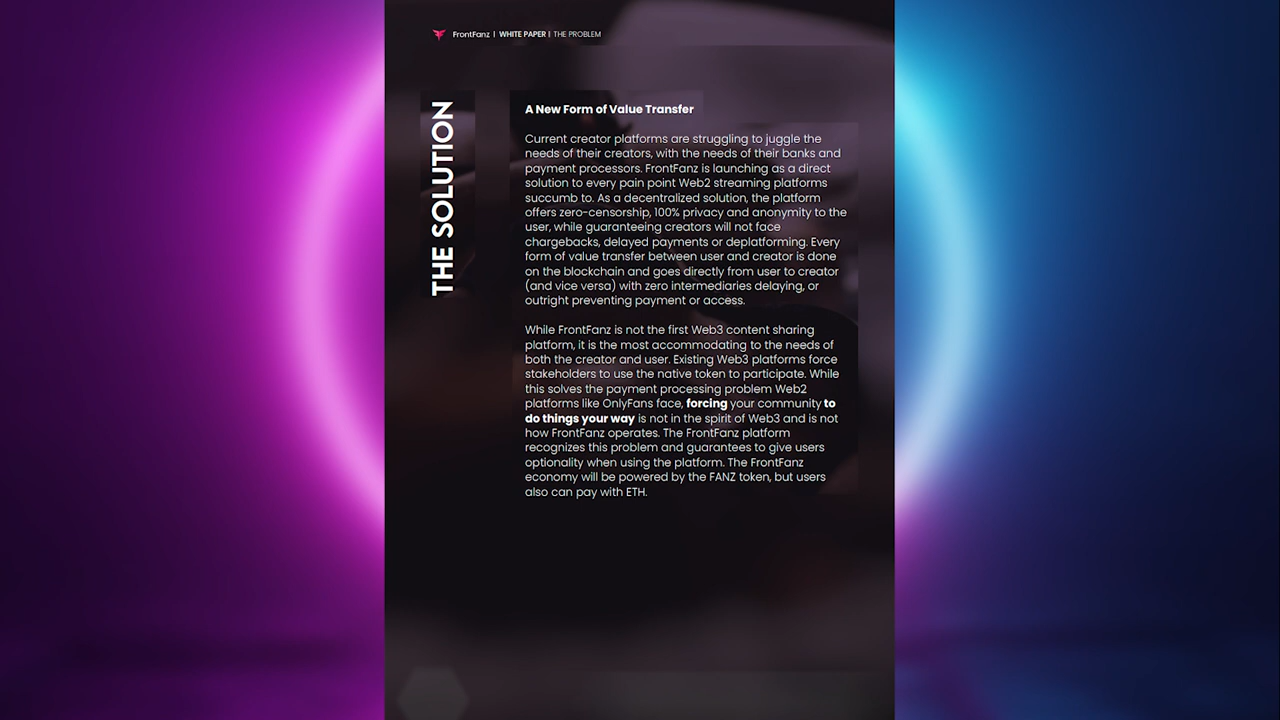 FrontFanz | WHITE PAPER | THE PROBLEM
THE SOLUTION
A New Form of Value Transfer
Current creator platforms are struggling to juggle the
needs of their creators, with the needs of their banks and
payment processors. FrontFanz is launching as a direct
solution to every pain point Web2 streaming platforms
succumb to. As a decentralized solution, the platform
offers zero-censorship, 100% privacy and anonymity to the
user, while guaranteeing creators will not face
chargebacks, delayed payments or deplatforming. Every
form of value transfer between user and creator is done
on the blockchain and goes directly from user to creator
(and vice versa) with zero intermediaries delaying, or
outright preventing payment or access.
While FrontFanz is not the first Web3 content sharing
platform, it is the most accommodating to the needs of
both the creator and user. Existing Web3 platforms force
stakeholders to use the native token to participate. While
this solves the payment processing problem Web2
platforms like OnlyFans face, forcing your community to
do things your way is not in the spirit of Web3 and is not
how FrontFanz operates. The FrontFanz platform
recognizes this problem and guarantees to give users
optionality when using the platform. The FrontFanz
economy will be powered by the FANZ token, but users
also can pay with ETH.